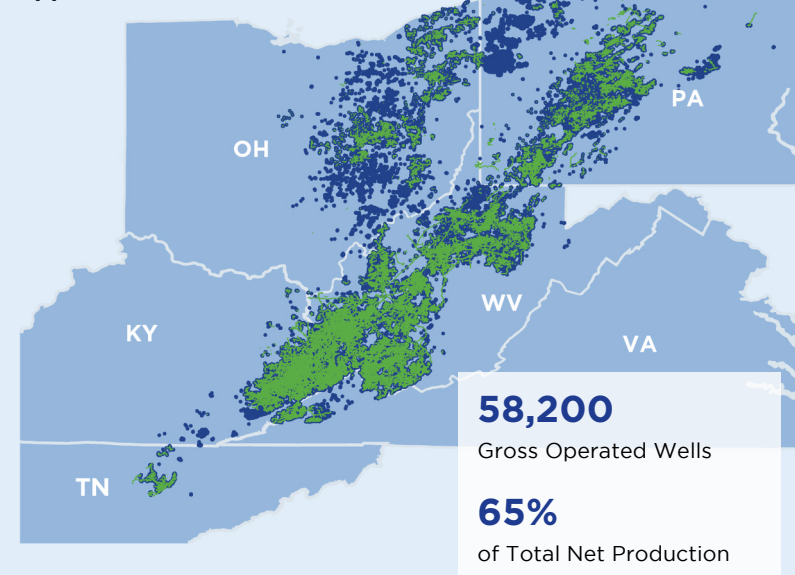 PA
OH
WV
KY
VA
58,200
Gross Operated Wells
65%
of Total Net Production
TN